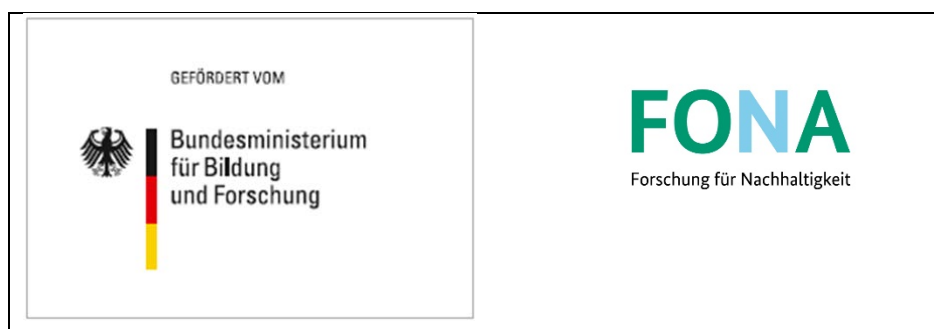 GEFÖRDERT VOM
Bundesministerium
für Bildung
und Forschung
FONA
Forschung für Nachhaltigkeit